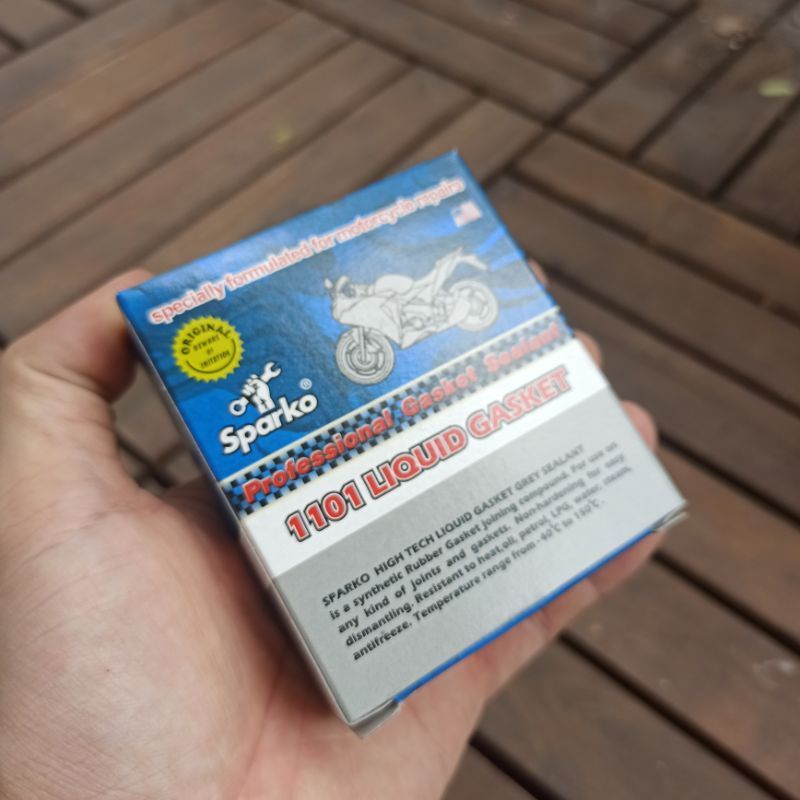 specially formulated for motorcycle repairs
ORIGINAL
BEWARE
OF
IMITATION
Sparko®
Professional Gasket Sealant
1101 LIQUID GASKET
SPARKO HIGH TECH LIQUID GASKET GREY SEALANT
is a synthetic Rubber Gasket joining compound. For use on
any kind of joints and gaskets. Non-hardening for easy
dismantling. Resistant to heat,oil, petrol, LPG, water, steam,
antifreeze. Temperature range from -40℃ to 150℃.